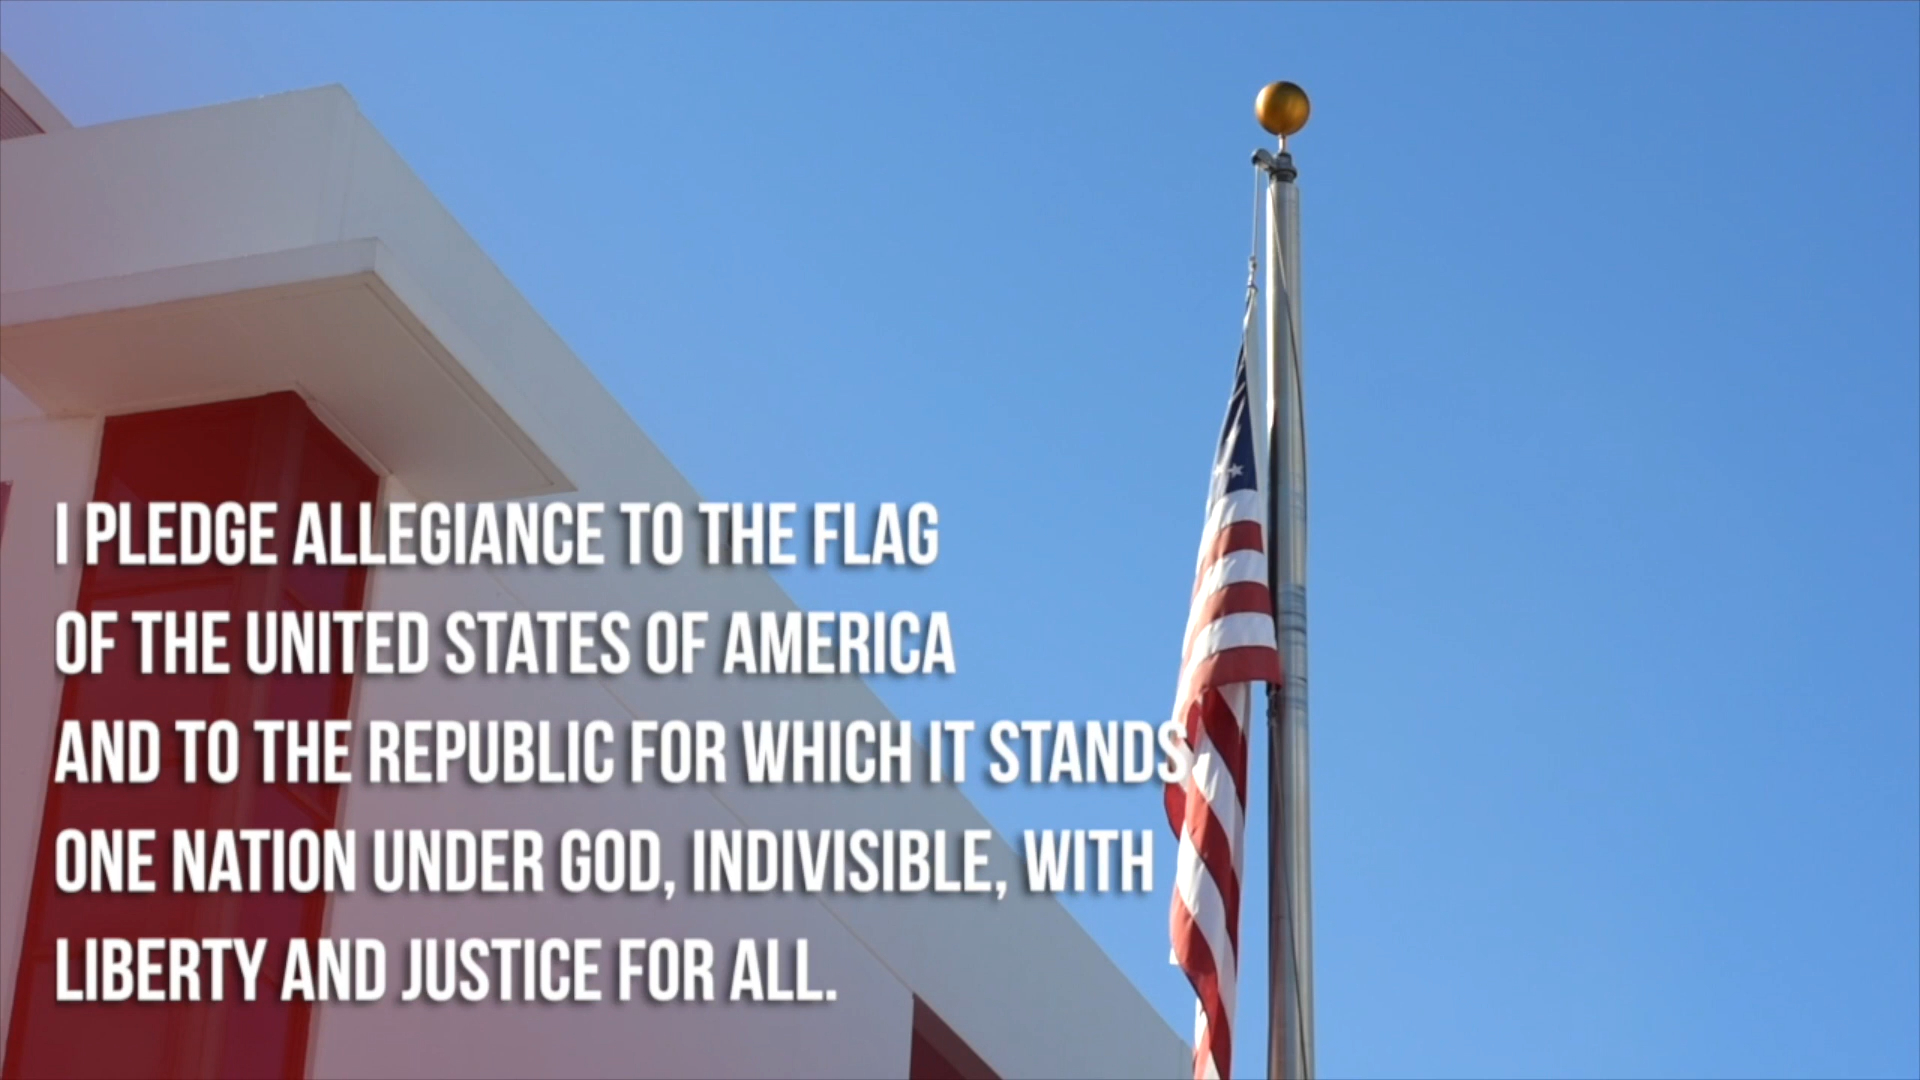 I PLEDGE ALLEGIANCE TO THE FLAG
OF THE UNITED STATES OF AMERICA
AND TO THE REPUBLIC FOR WHICH IT STANDS,
ONE NATION UNDER GOD, INDIVISIBLE, WITH
LIBERTY AND JUSTICE FOR ALL.